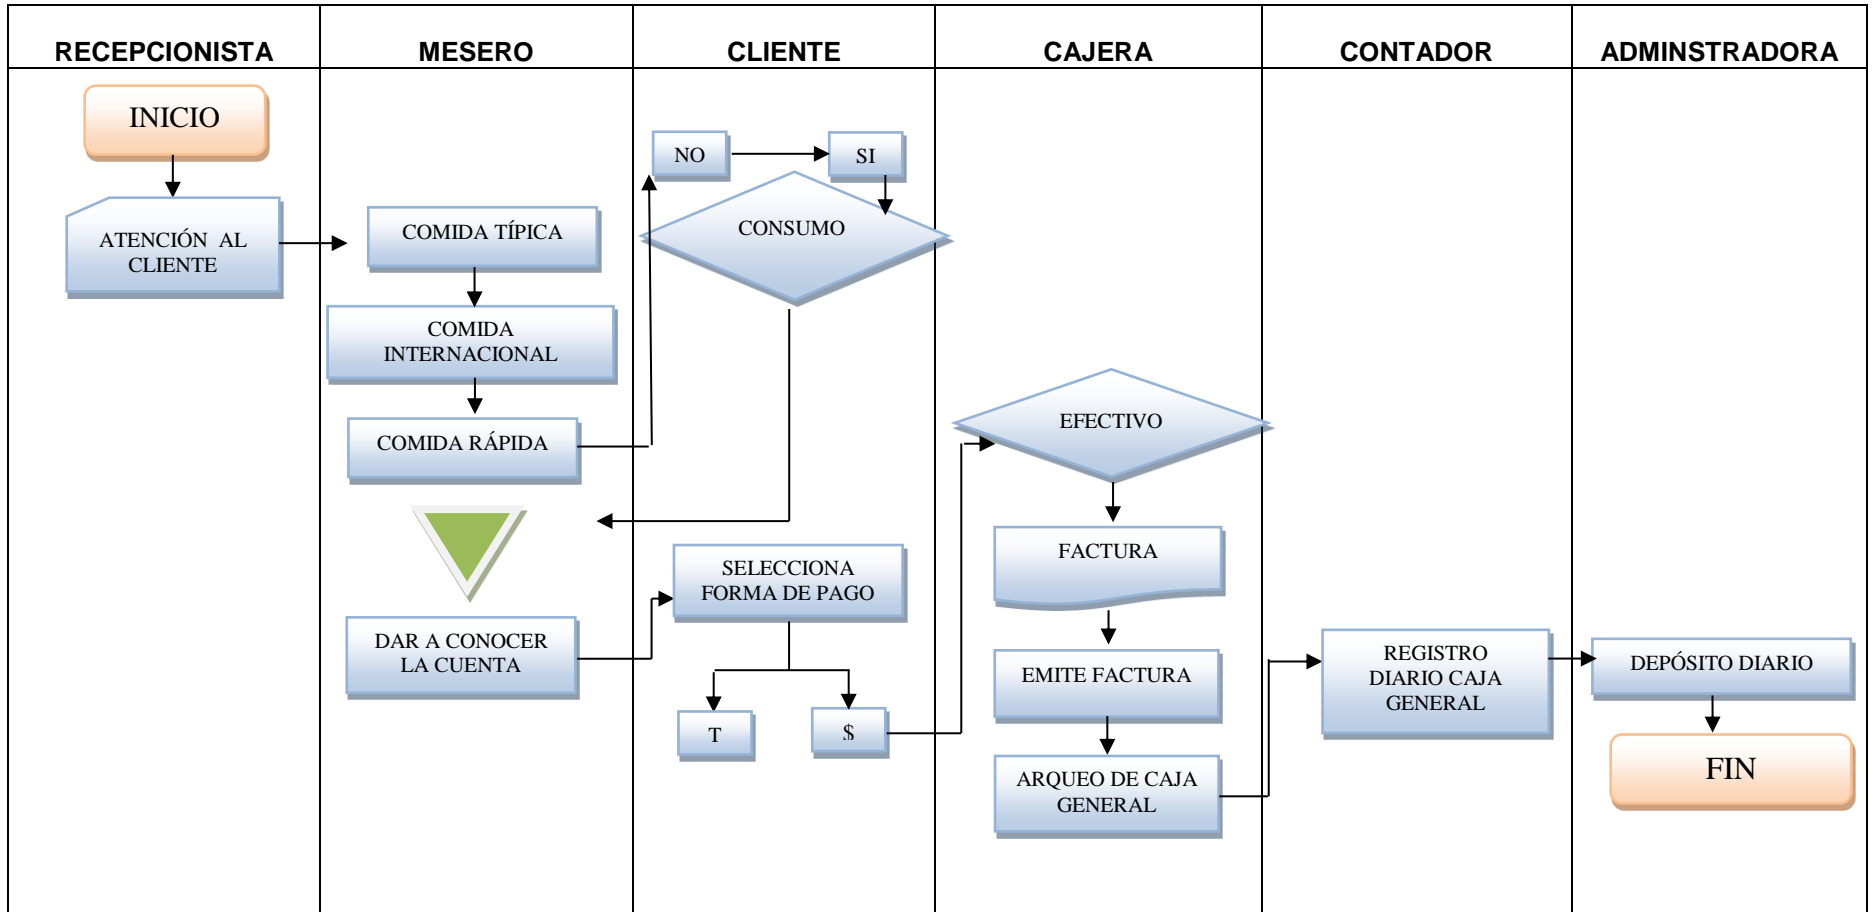 RECEPCIONISTA
MESERO
CLIENTE
CAJERA
CONTADOR
ADMINSTRADORA
INICIO
ATENCIÓN AL
CLIENTE
COMIDA TÍPICA
COMIDA
INTERNACIONAL
COMIDA RÁPIDA
DAR A CONOCER
LA CUENTA
NO
SI
CONSUMO
SELECCIONA
FORMA DE PAGO
T
$
EFECTIVO
FACTURA
EMITE FACTURA
ARQUEO DE CAJA
GENERAL
REGISTRO
DIARIO CAJA
GENERAL
DEPÓSITO DIARIO
FIN